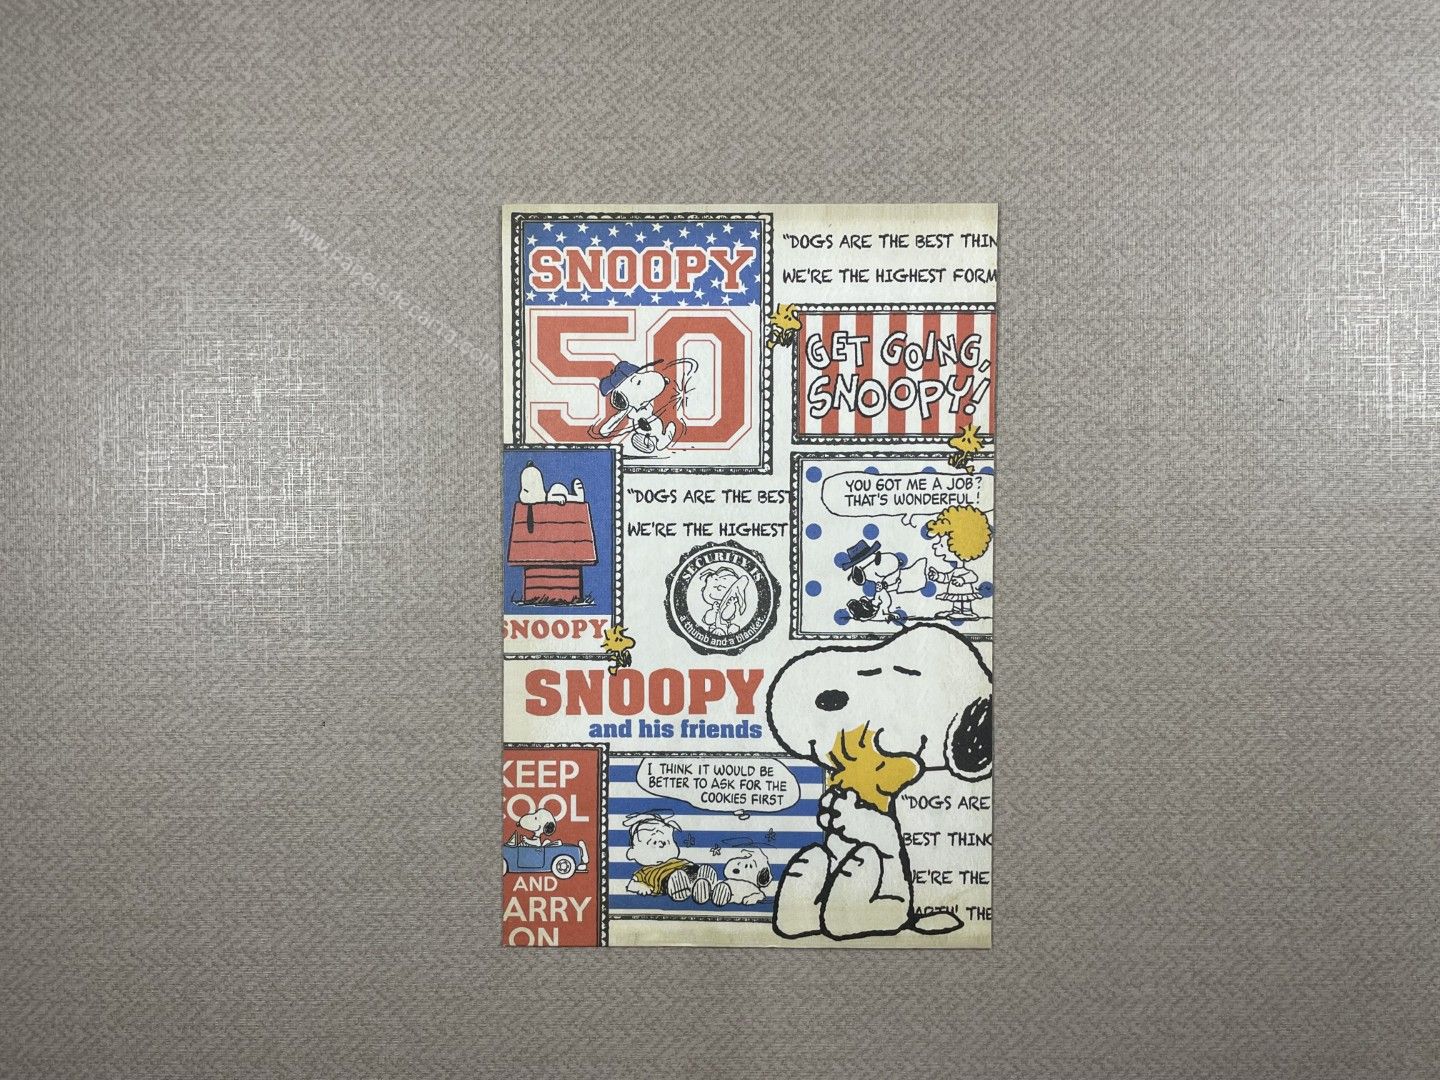 SNOOPY
50
"DOGS ARE THE BEST THIN
WE'RE THE HIGHEST FORM
GET GOING,
SNOOPY!
SNOOPY
"DOGS ARE THE BEST
WE'RE THE HIGHEST
SECURITY IS
a thumb and a blanket.
YOU GOT ME A JOB?
THAT'S WONDERFUL!
SNOOPY
and his friends
KEEP
COOL
AND
ARRY
ON
I THINK IT WOULD BE
BETTER TO ASK FOR THE
COOKIES FIRST
"DOGS ARE
BEST THING
WE'RE THE
EARTH' THE